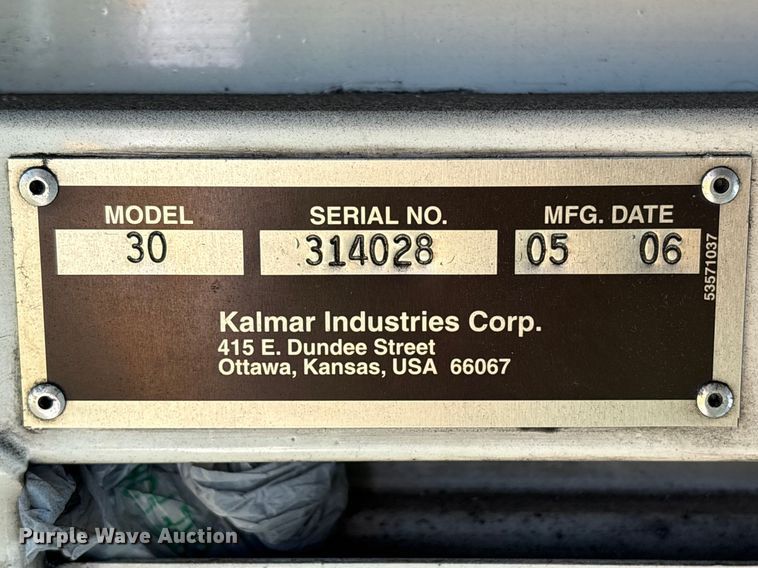 MODEL SERIAL NO. MFG. DATE
30 314028 05 06
53571037
Kalmar Industries Corp.
415 E. Dundee Street
Ottawa, Kansas, USA 66067
Purple Wave Auction